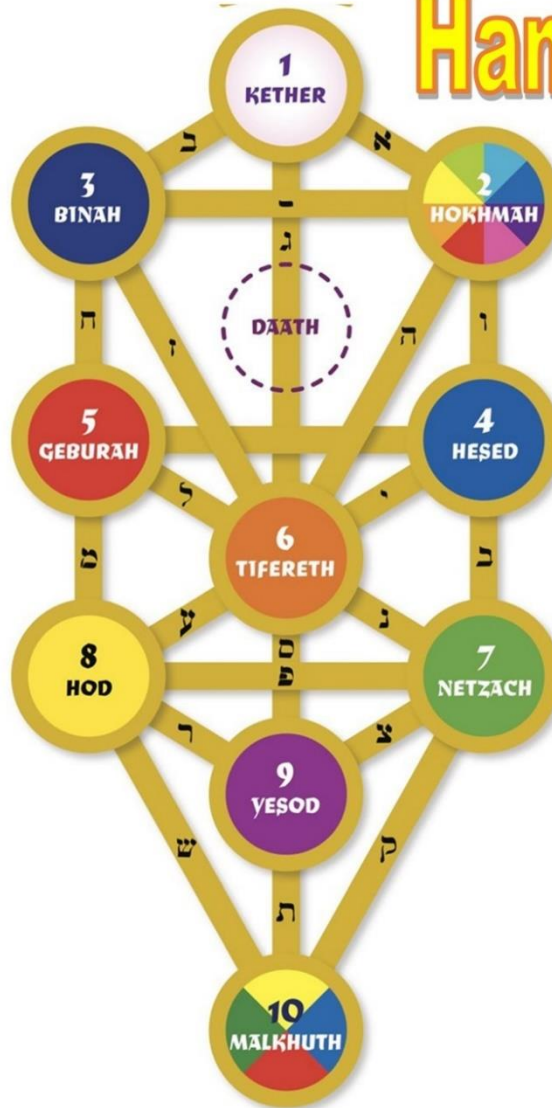 Han
1
KETHER
ב
א
3
BINAH
2
HOKHMAH
ג
DAATH
ח
ז
ה
ו
5
GEBURAH
4
HESED
ל
י
6
TIFERETH
ע
נ
8
HOD
7
NETZACH
פ
ר
צ
9
YESOD
ש
ק
ת
10
MALKHUTH